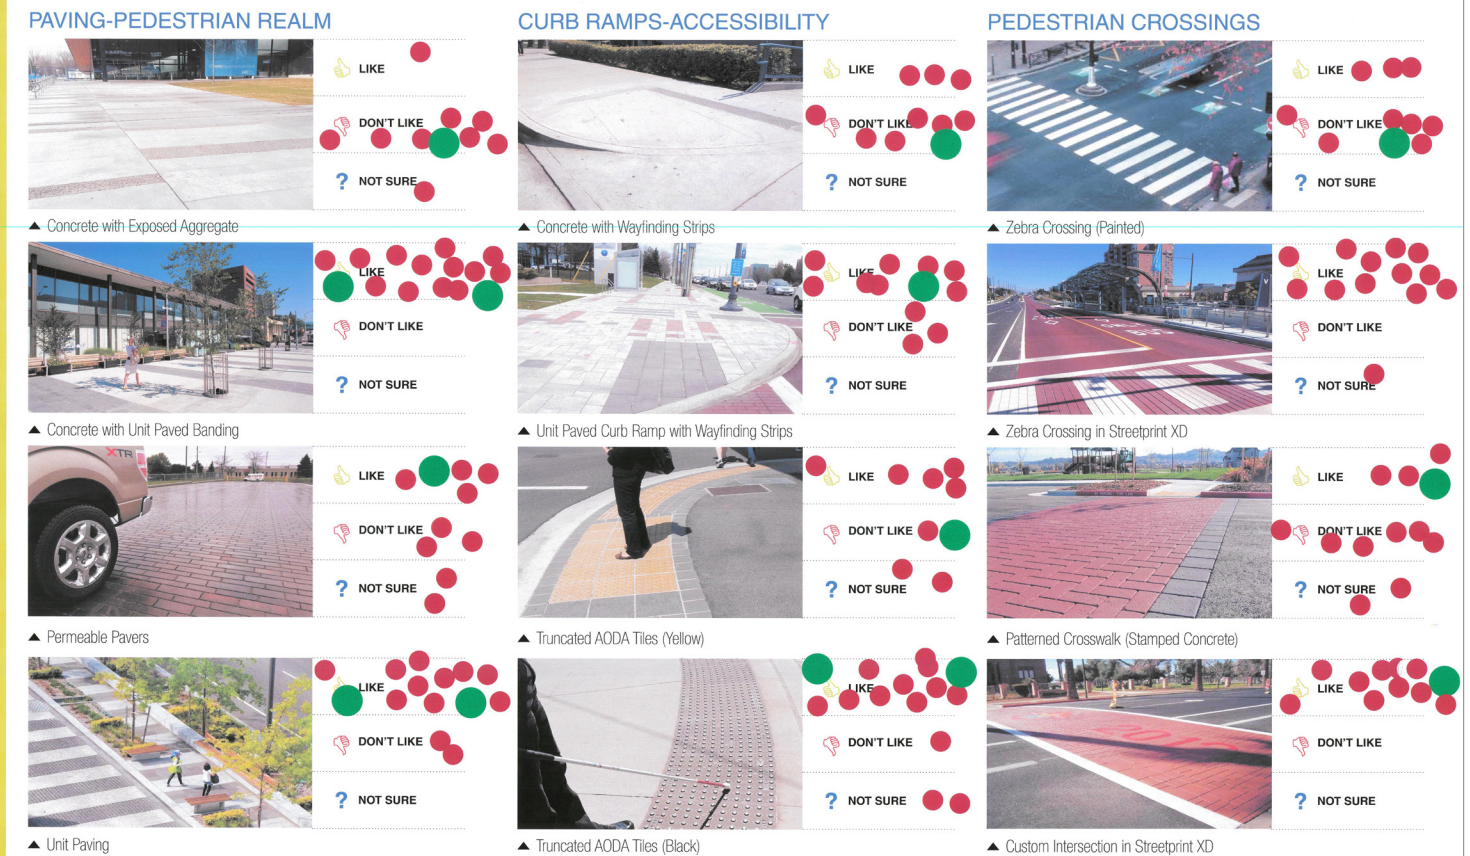 PAVING-PEDESTRIAN REALM
LIKE
DON'T LIKE
? NOT SURE
Concrete with Exposed Aggregate
LIKE
DON'T LIKE
? NOT SURE
Concrete with Unit Paved Banding
XTR
LIKE
DON'T LIKE
? NOT SURE
Permeable Pavers
LIKE
DON'T LIKE
? NOT SURE
Unit Paving
CURB RAMPS-ACCESSIBILITY
LIKE
DON'T LIKE
? NOT SURE
Concrete with Wayfinding Strips
LIKE
DON'T LIKE
? NOT SURE
Unit Paved Curb Ramp with Wayfinding Strips
LIKE
DON'T LIKE
? NOT SURE
Truncated AODA Tiles (Yellow)
LIKE
DON'T LIKE
? NOT SURE
Truncated AODA Tiles (Black)
PEDESTRIAN CROSSINGS
LIKE
DON'T LIKE
? NOT SURE
Zebra Crossing (Painted)
LIKE
DON'T LIKE
? NOT SURE
Zebra Crossing in Streetprint XD
LIKE
DON'T LIKE
? NOT SURE
Patterned Crosswalk (Stamped Concrete)
LIKE
DON'T LIKE
? NOT SURE
Custom Intersection in Streetprint XD